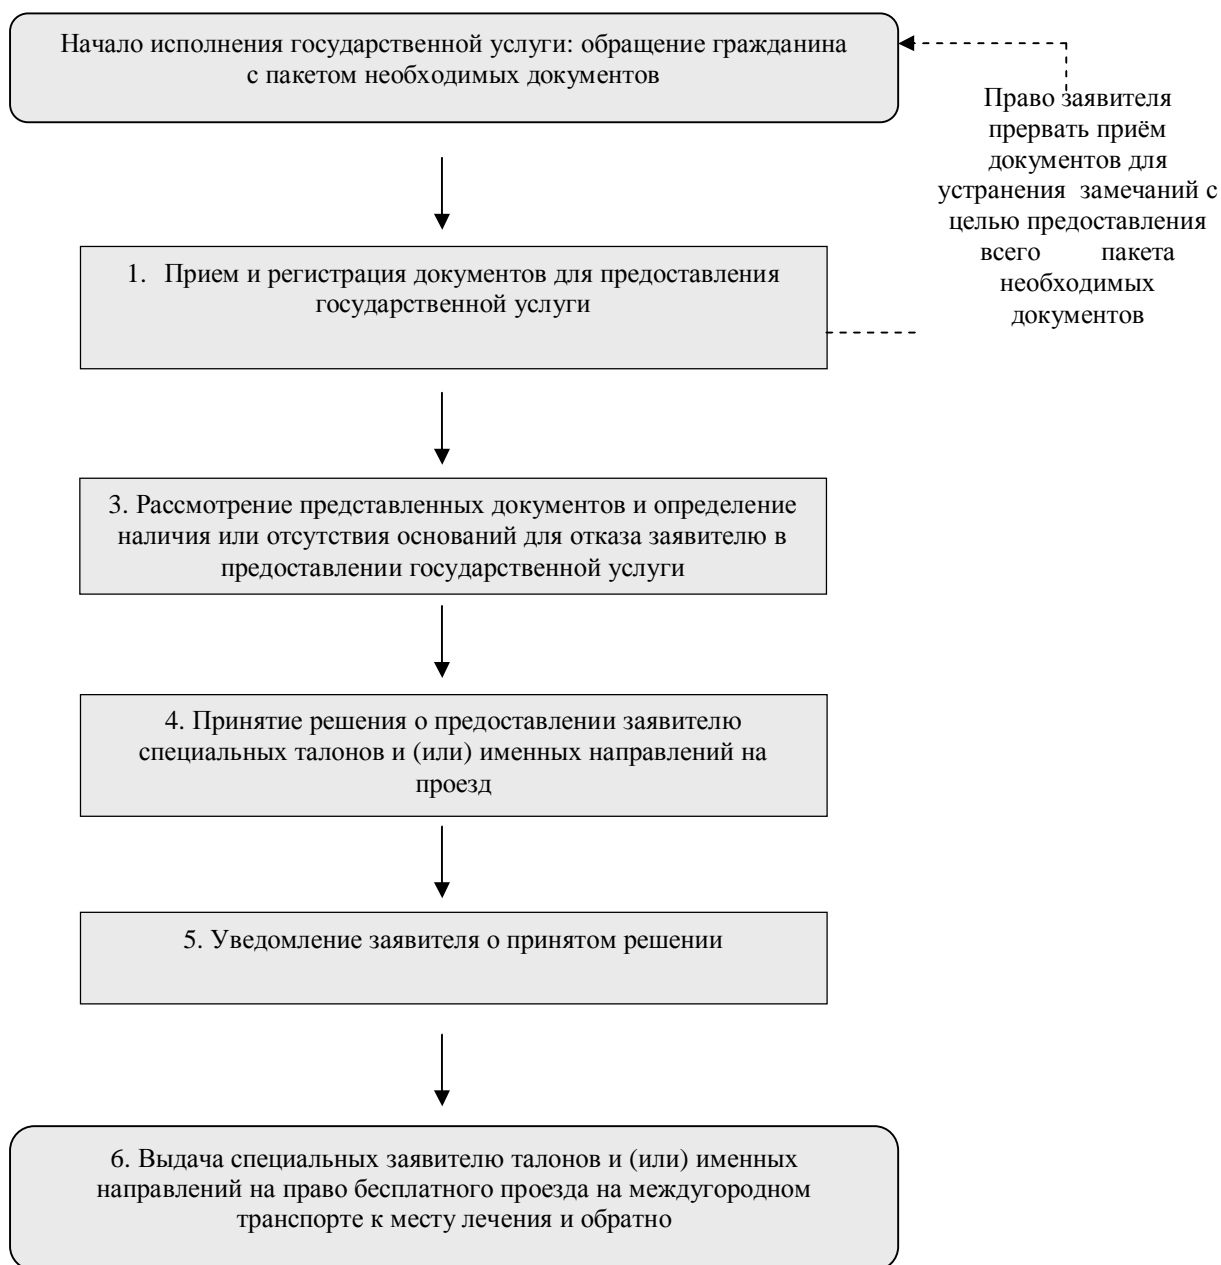 Начало исполнения государственной услуги: обращение гражданина
с пакетом необходимых документов
Право заявителя
прервать приём
документов для
устранения замечаний с
целью предоставления
всего пакета
необходимых
документов
1. Прием и регистрация документов для предоставления
государственной услуги
3. Рассмотрение представленных документов и определение
наличия или отсутствия оснований для отказа заявителю в
предоставлении государственной услуги
4. Принятие решения о предоставлении заявителю
специальных талонов и (или) именных направлений на
проезд
5. Уведомление заявителя о принятом решении
6. Выдача специальных заявителю талонов и (или) именных
направлений на право бесплатного проезда на междугородном
транспорте к месту лечения и обратно